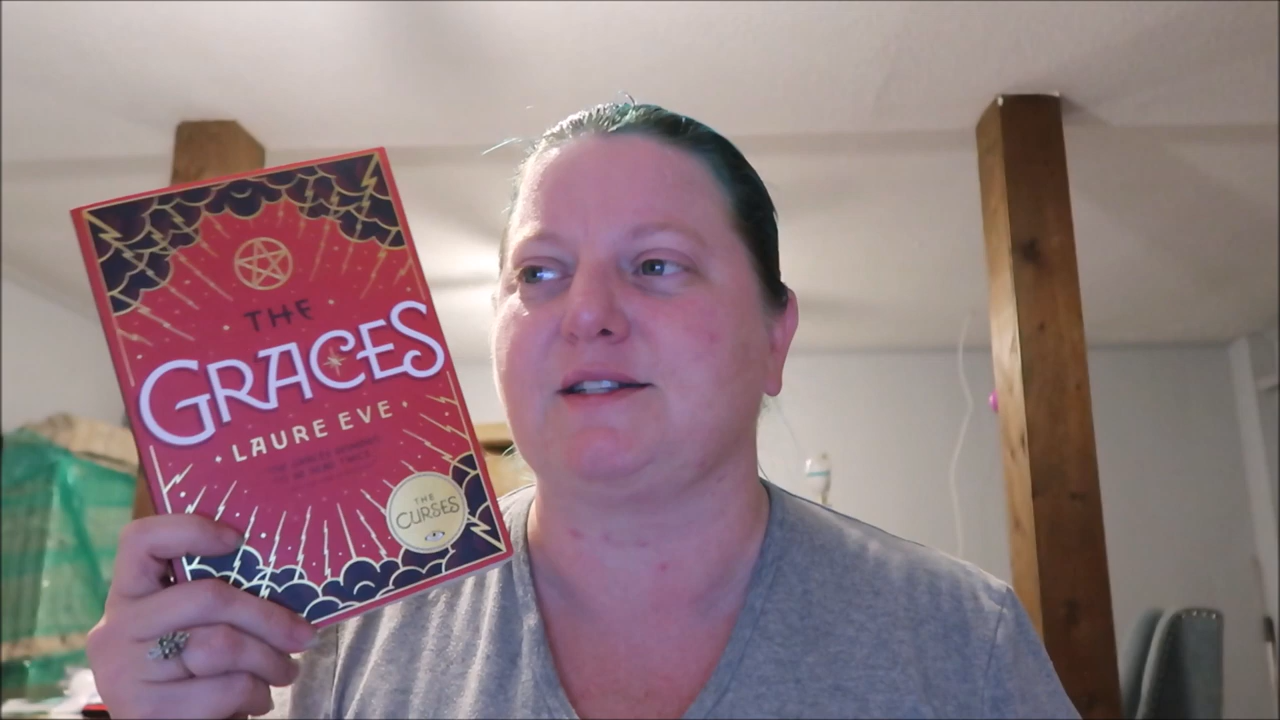 THE
GRACES
LAURE EVE
THE
CURSES